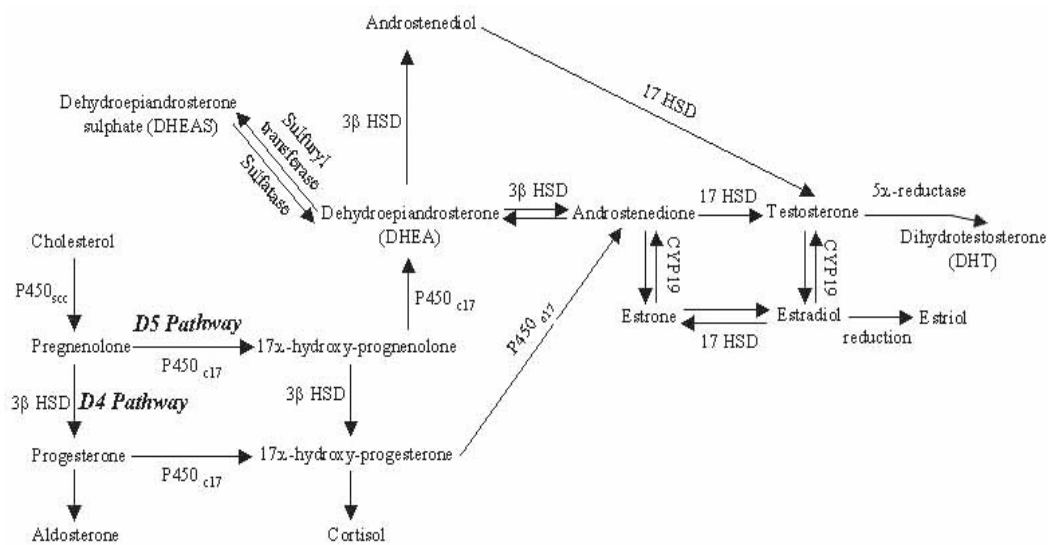 Androstenediol
17 HSD
3β HSD
Dehydroepiandrosterone
sulphate (DHEAS)
Sulfuryl
transferase
Sulfatase
Dehydroepiandrosterone
(DHEA)
3β HSD
Androstenedione
17 HSD
Testosterone
5α-reductase
Dihydrotestosterone
(DHT)
CYP19
CYP19
Estrone
17 HSD
Estradiol
reduction
Estriol
Cholesterol
P450scc
D5 Pathway
P450 c17
P450 c17
Pregnenolone
P450 c17
17α-hydroxy-prognenolone
3β HSD
D4 Pathway
3β HSD
Progesterone
P450 c17
17α-hydroxy-progesterone
Aldosterone
Cortisol